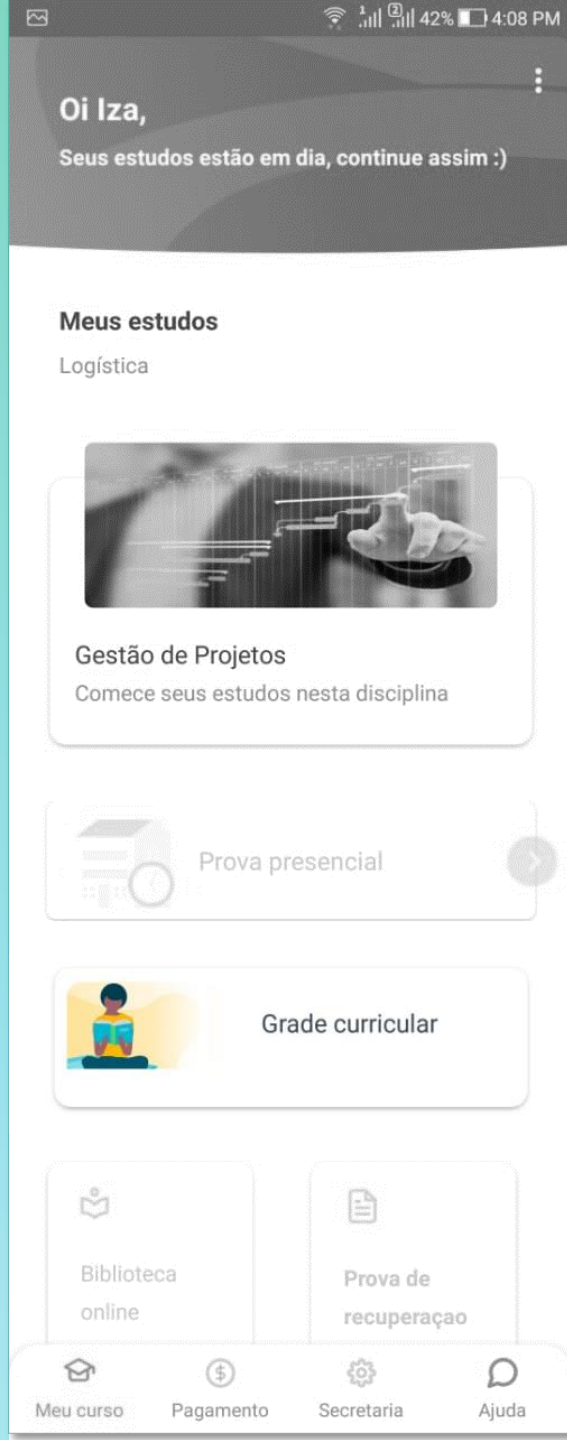 1 2 42% 4:08 PM
Oi Iza,
Seus estudos estão em dia, continue assim :)
Meus estudos
Logística
Gestão de Projetos
Comece seus estudos nesta disciplina
Prova presencial
Grade curricular
Biblioteca
online
Prova de
recuperaçao
Meu curso Pagamento Secretaria Ajuda